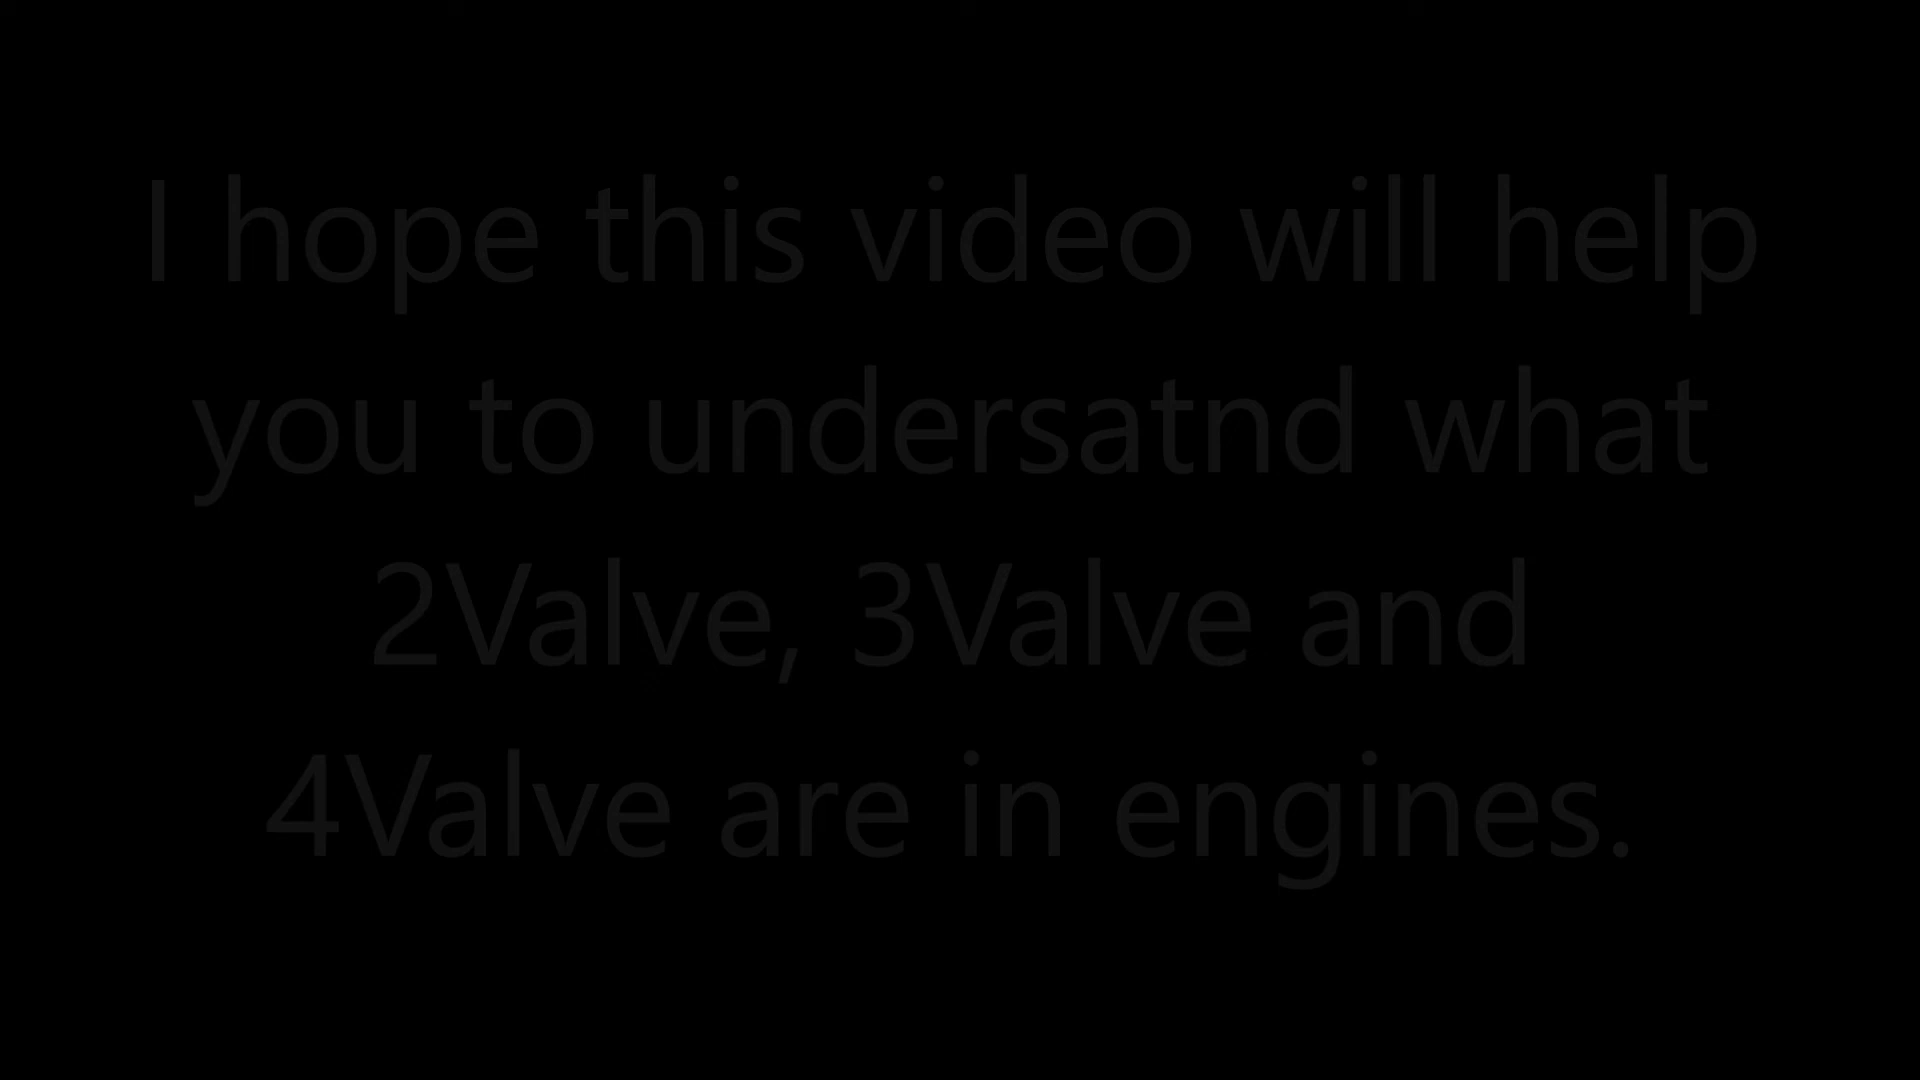 I hope this video will help
you to undersatnd what
2Valve, 3Valve and
4Valve are in engines.